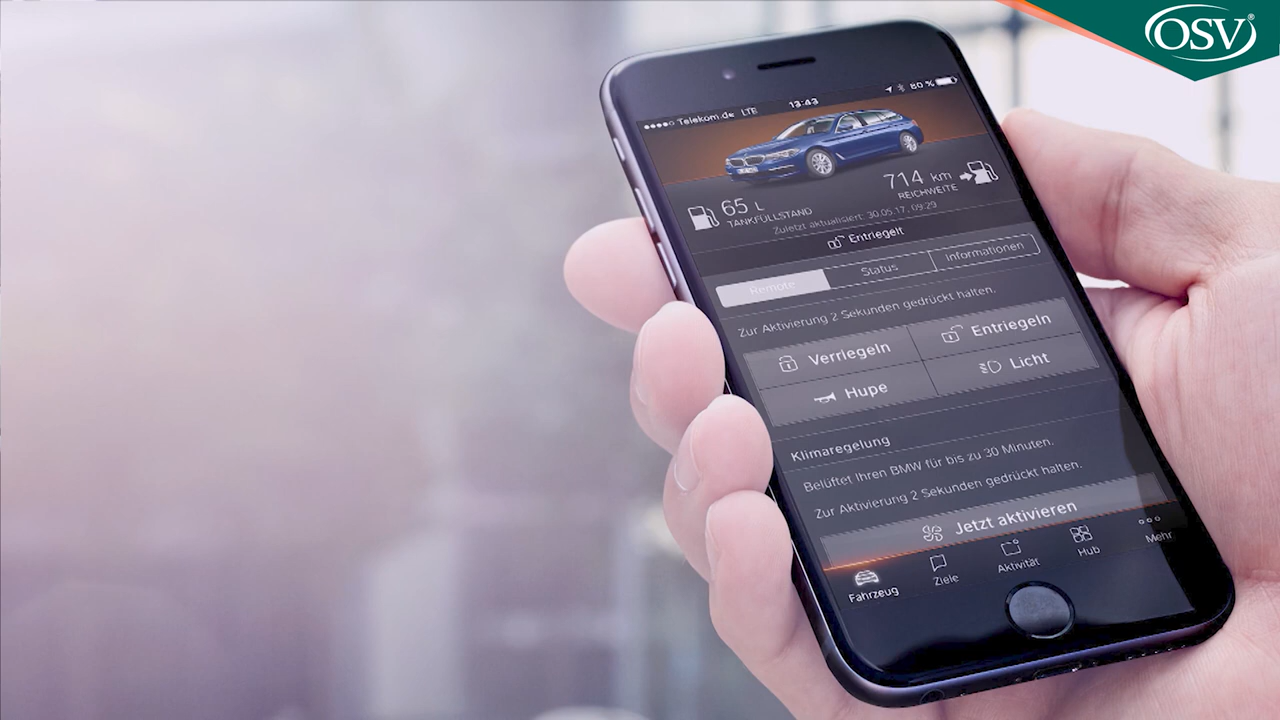 OSV®
Telekom.de LTE 13:43 80 %
65 L
TANKFÜLLSTAND
714 km
REICHWEITE
Zuletzt aktualisiert: 30.05.17, 09:29
Entriegelt
Remote Status Informationen
Zur Aktivierung 2 Sekunden gedrückt halten.
Verriegeln Entriegeln
Hupe Licht
Klimaregelung
Belüftet Ihren BMW für bis zu 30 Minuten.
Zur Aktivierung 2 Sekunden gedrückt halten.
Jetzt aktivieren
Fahrzeug Ziele Aktivität Hub Mehr